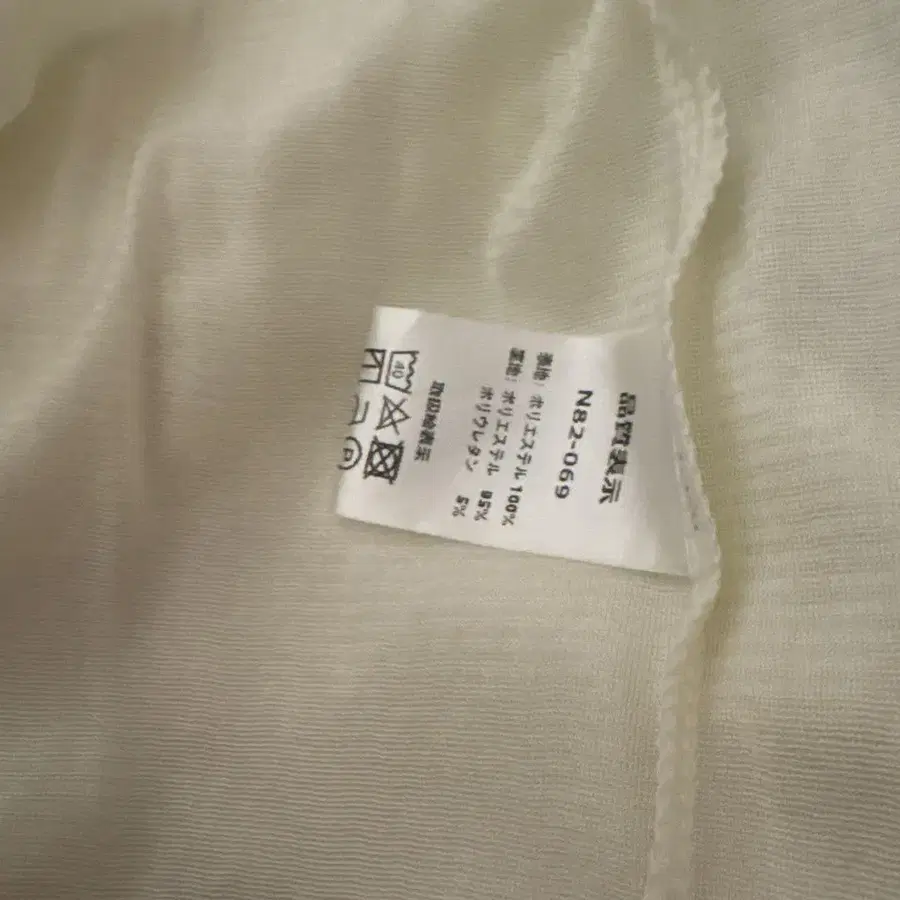 品質表示
N82-069
表地：ポリエステル 100%
裏地：ポリエステル 95%
ポリウレタン 5%
取扱絵表示
40
P